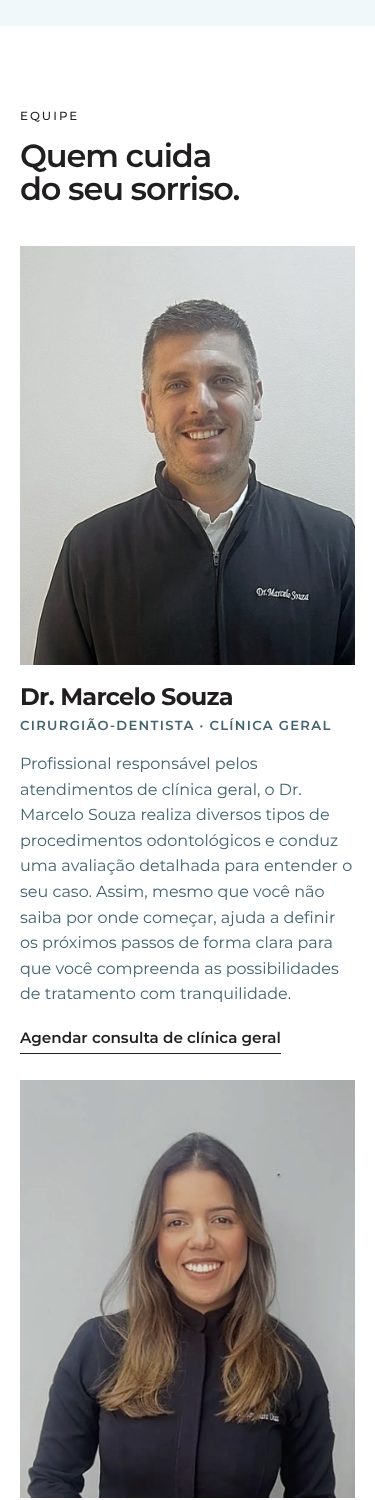 EQUIPE
Quem cuida
do seu sorriso.
Dr. Marcelo Souza
Dr. Marcelo Souza
CIRURGIÃO-DENTISTA · CLÍNICA GERAL
Profissional responsável pelos
atendimentos de clínica geral, o Dr.
Marcelo Souza realiza diversos tipos de
procedimentos odontológicos e conduz
uma avaliação detalhada para entender o
seu caso. Assim, mesmo que você não
saiba por onde começar, ajuda a definir
os próximos passos de forma clara para
que você compreenda as possibilidades
de tratamento com tranquilidade.
Agendar consulta de clínica geral